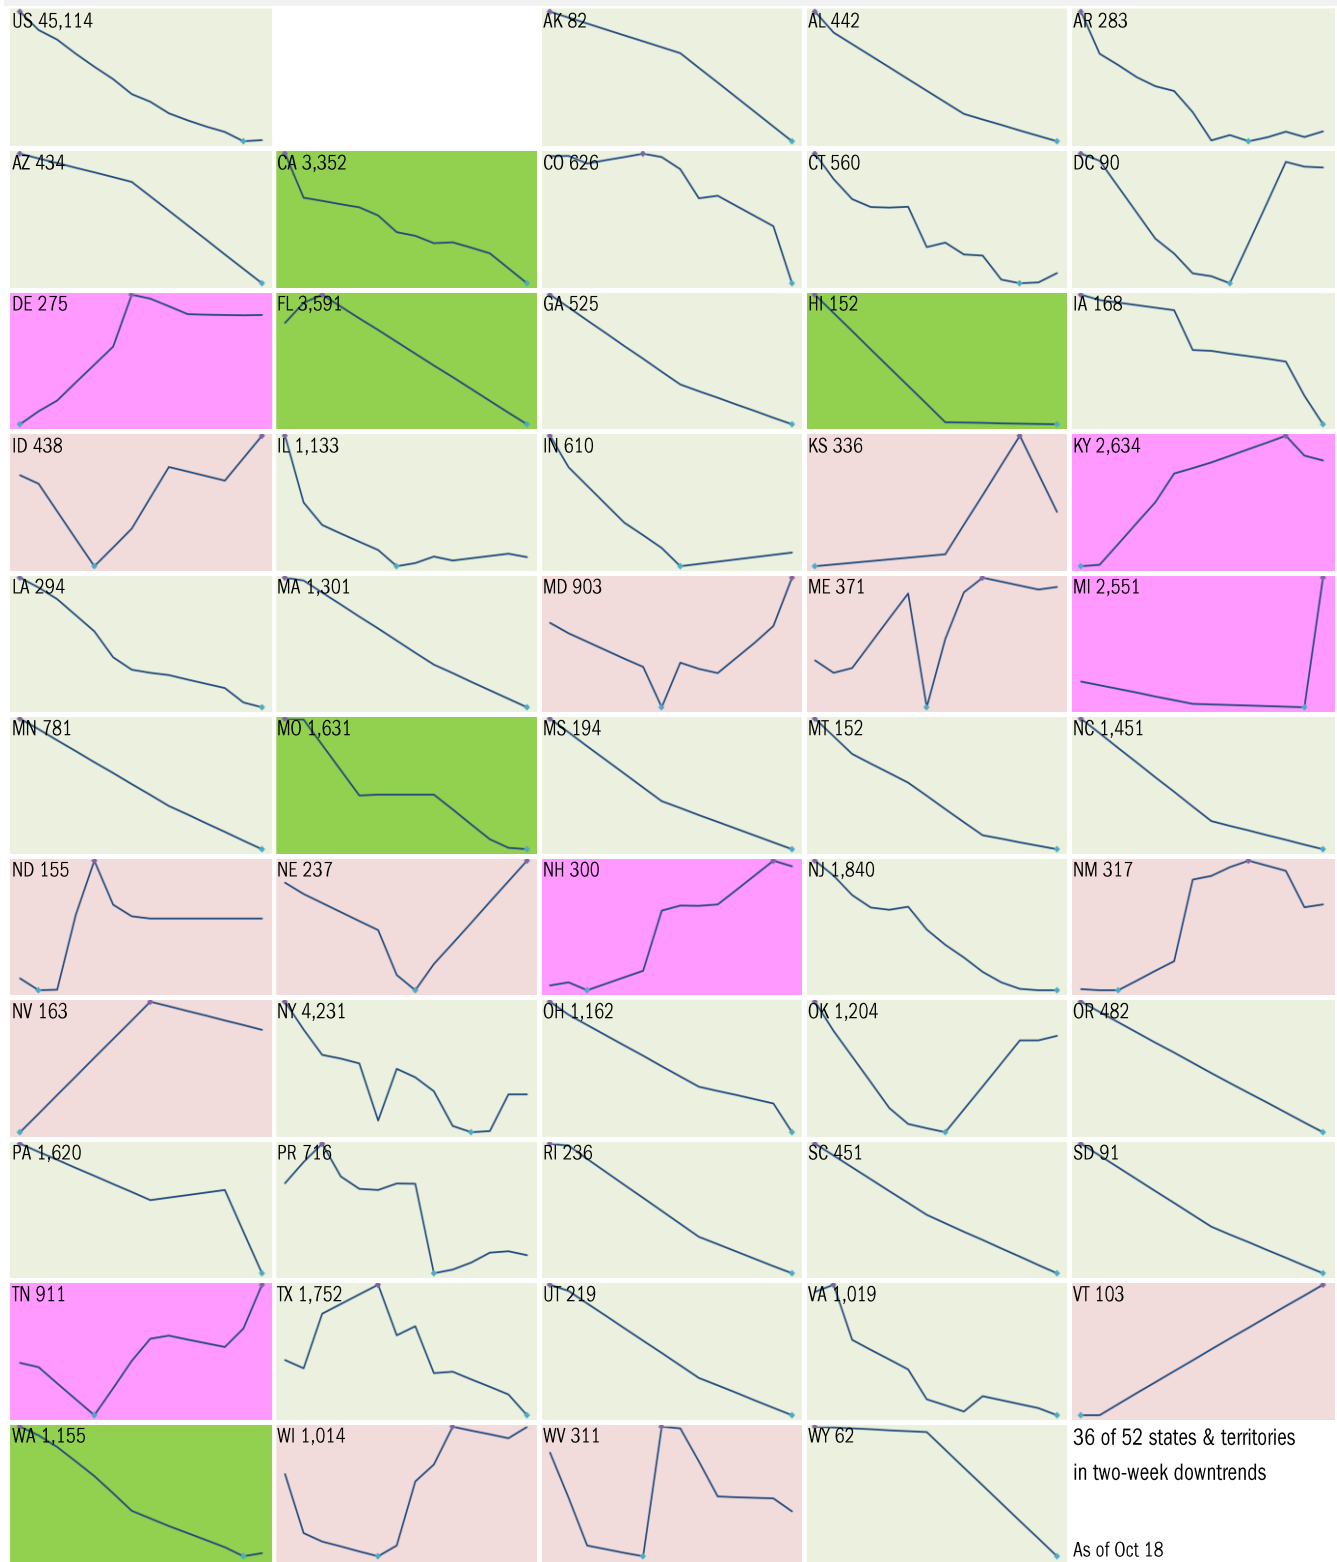 US 45,114
AK 82
AL 442
AR 283
AZ 434
CA 3,352
CO 626
CT 560
DC 90
DE 275
FL 3,591
GA 525
HI 152
IA 168
ID 438
IL 1,133
IN 610
KS 336
KY 2,634
LA 294
MA 1,301
MD 903
ME 371
MI 2,551
MN 781
MO 1,631
MS 194
MT 152
NC 1,451
ND 155
NE 237
NH 300
NJ 1,840
NM 317
NV 163
NY 4,231
OH 1,162
OK 1,204
OR 482
PA 1,620
PR 716
RI 236
SC 451
SD 91
TN 911
TX 1,752
UT 219
VA 1,019
VT 103
WA 1,155
WI 1,014
WV 311
WY 62
36 of 52 states & territories
in two-week downtrends
As of Oct 18